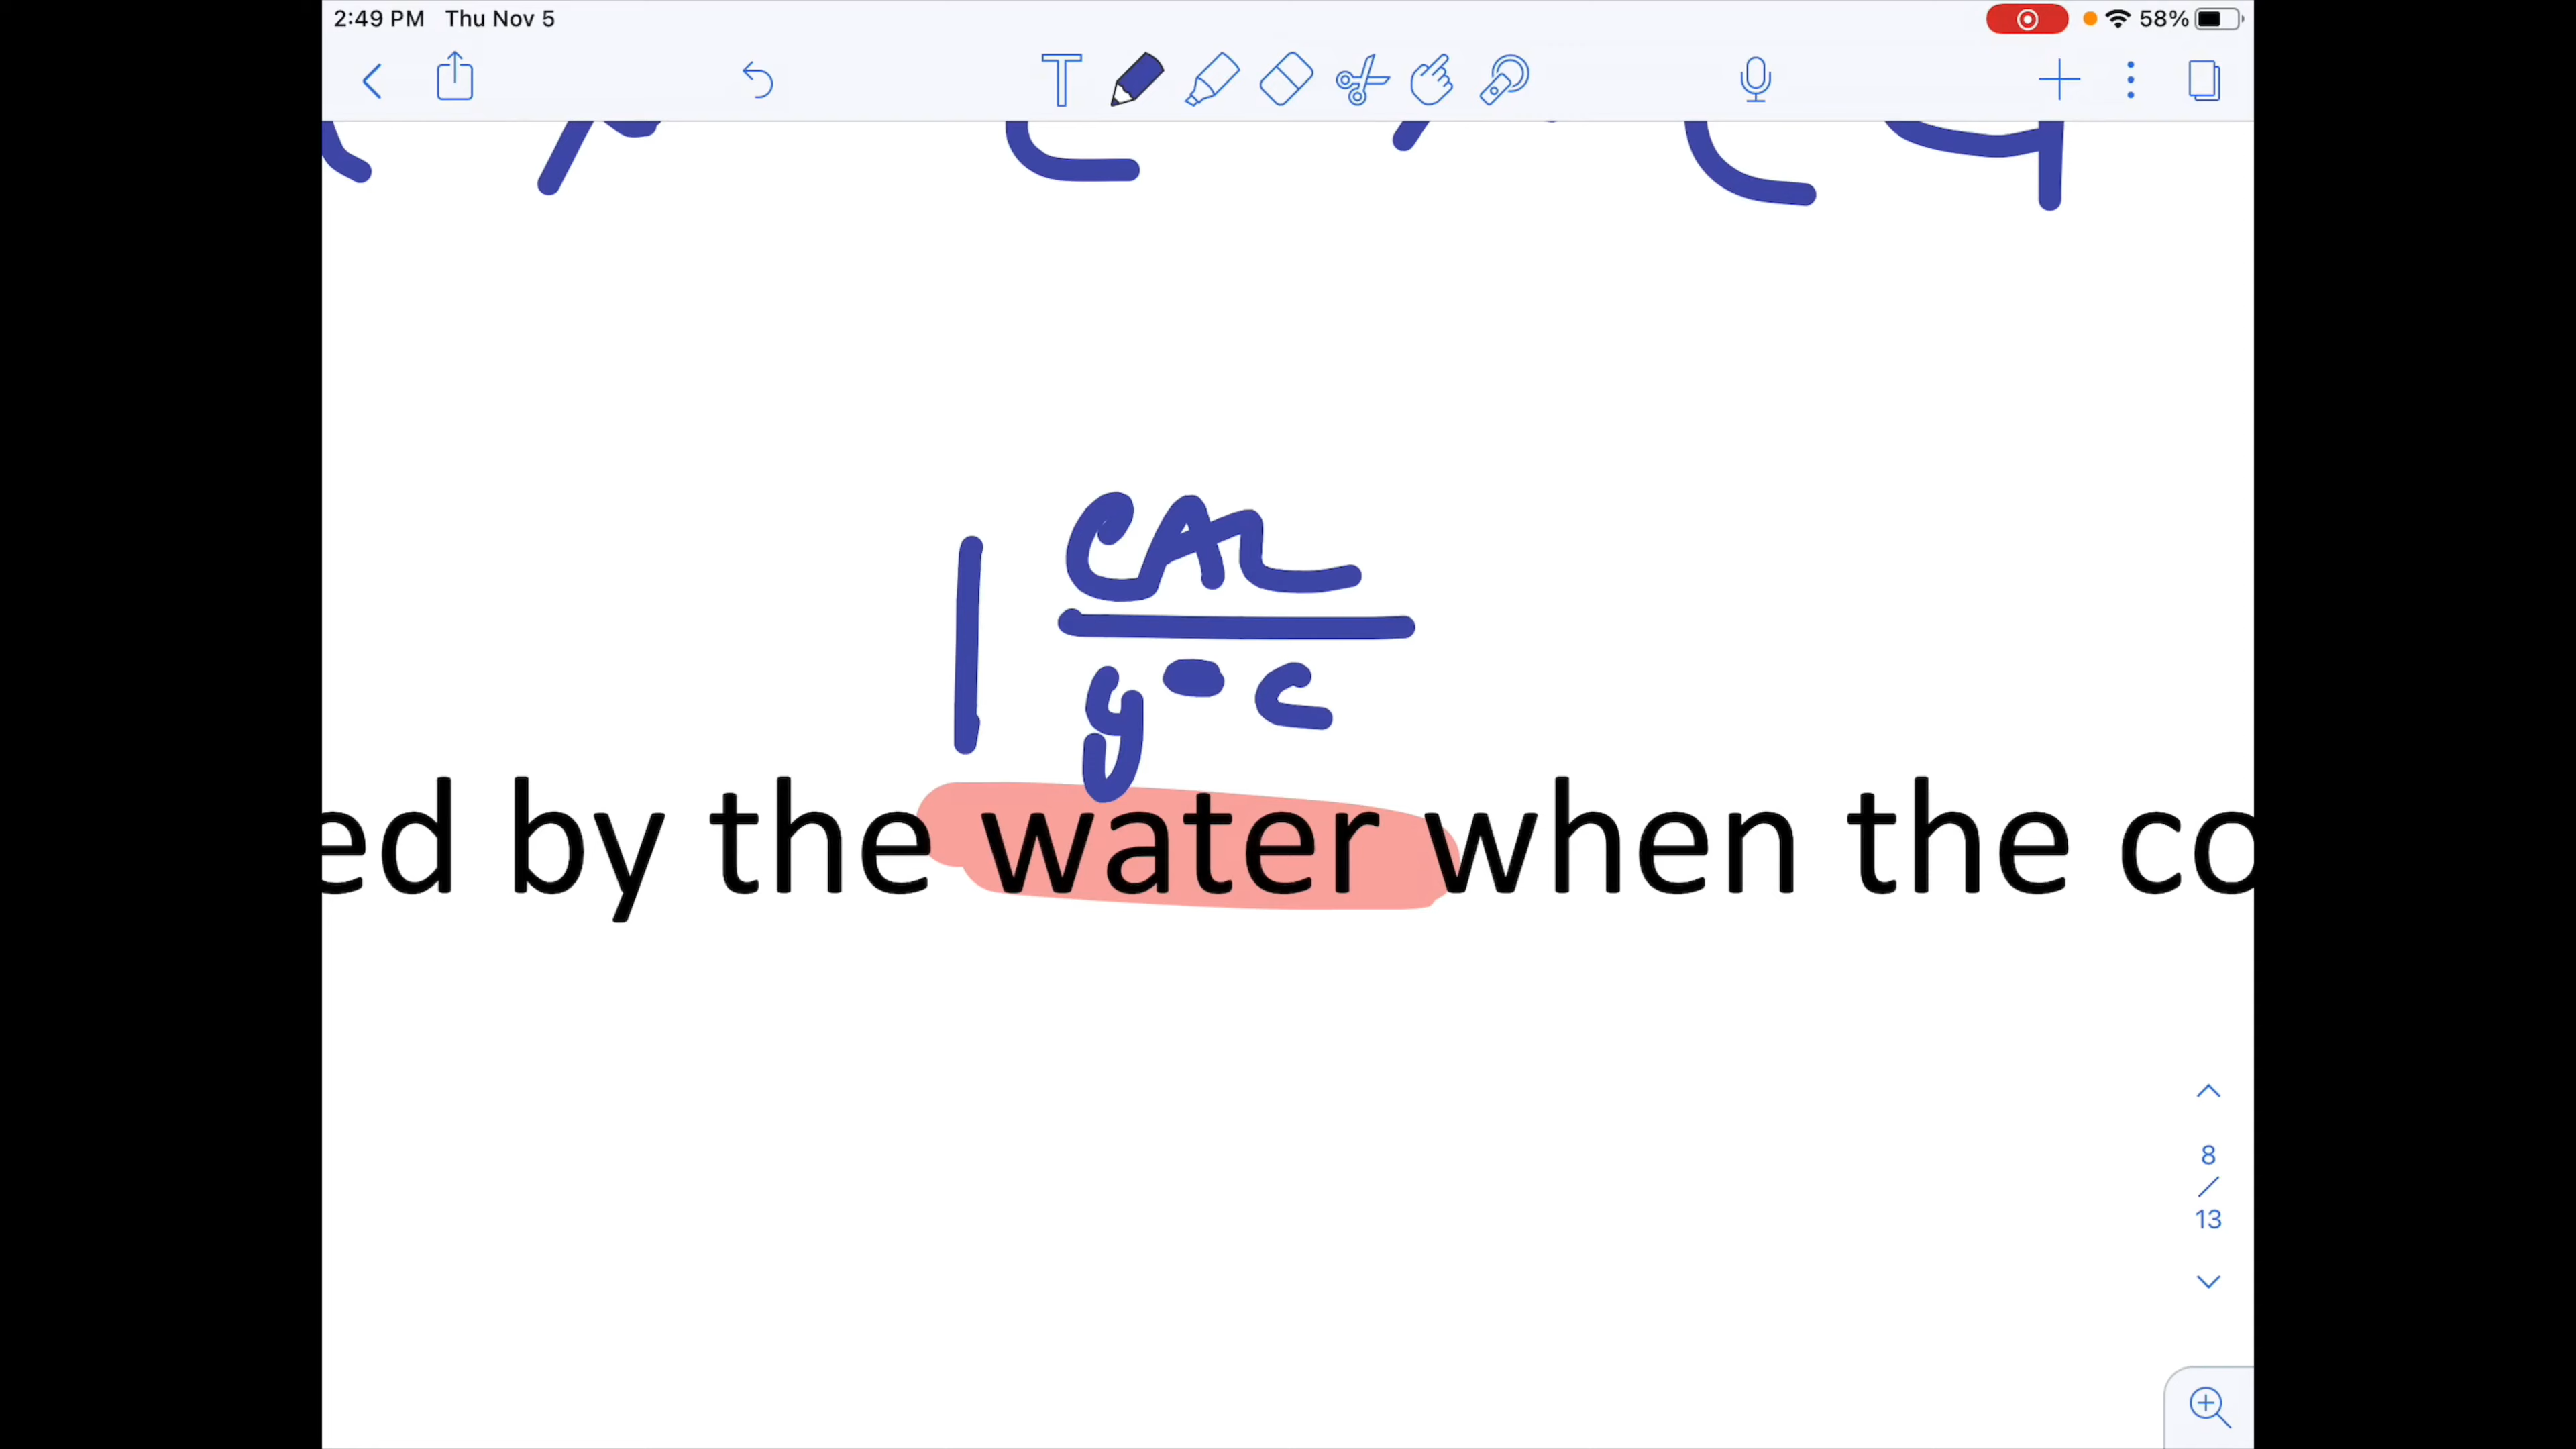 2:49 PM Thu Nov 5 58%
T
1 CAL
g - c
ed by the water when the co
8
/
13